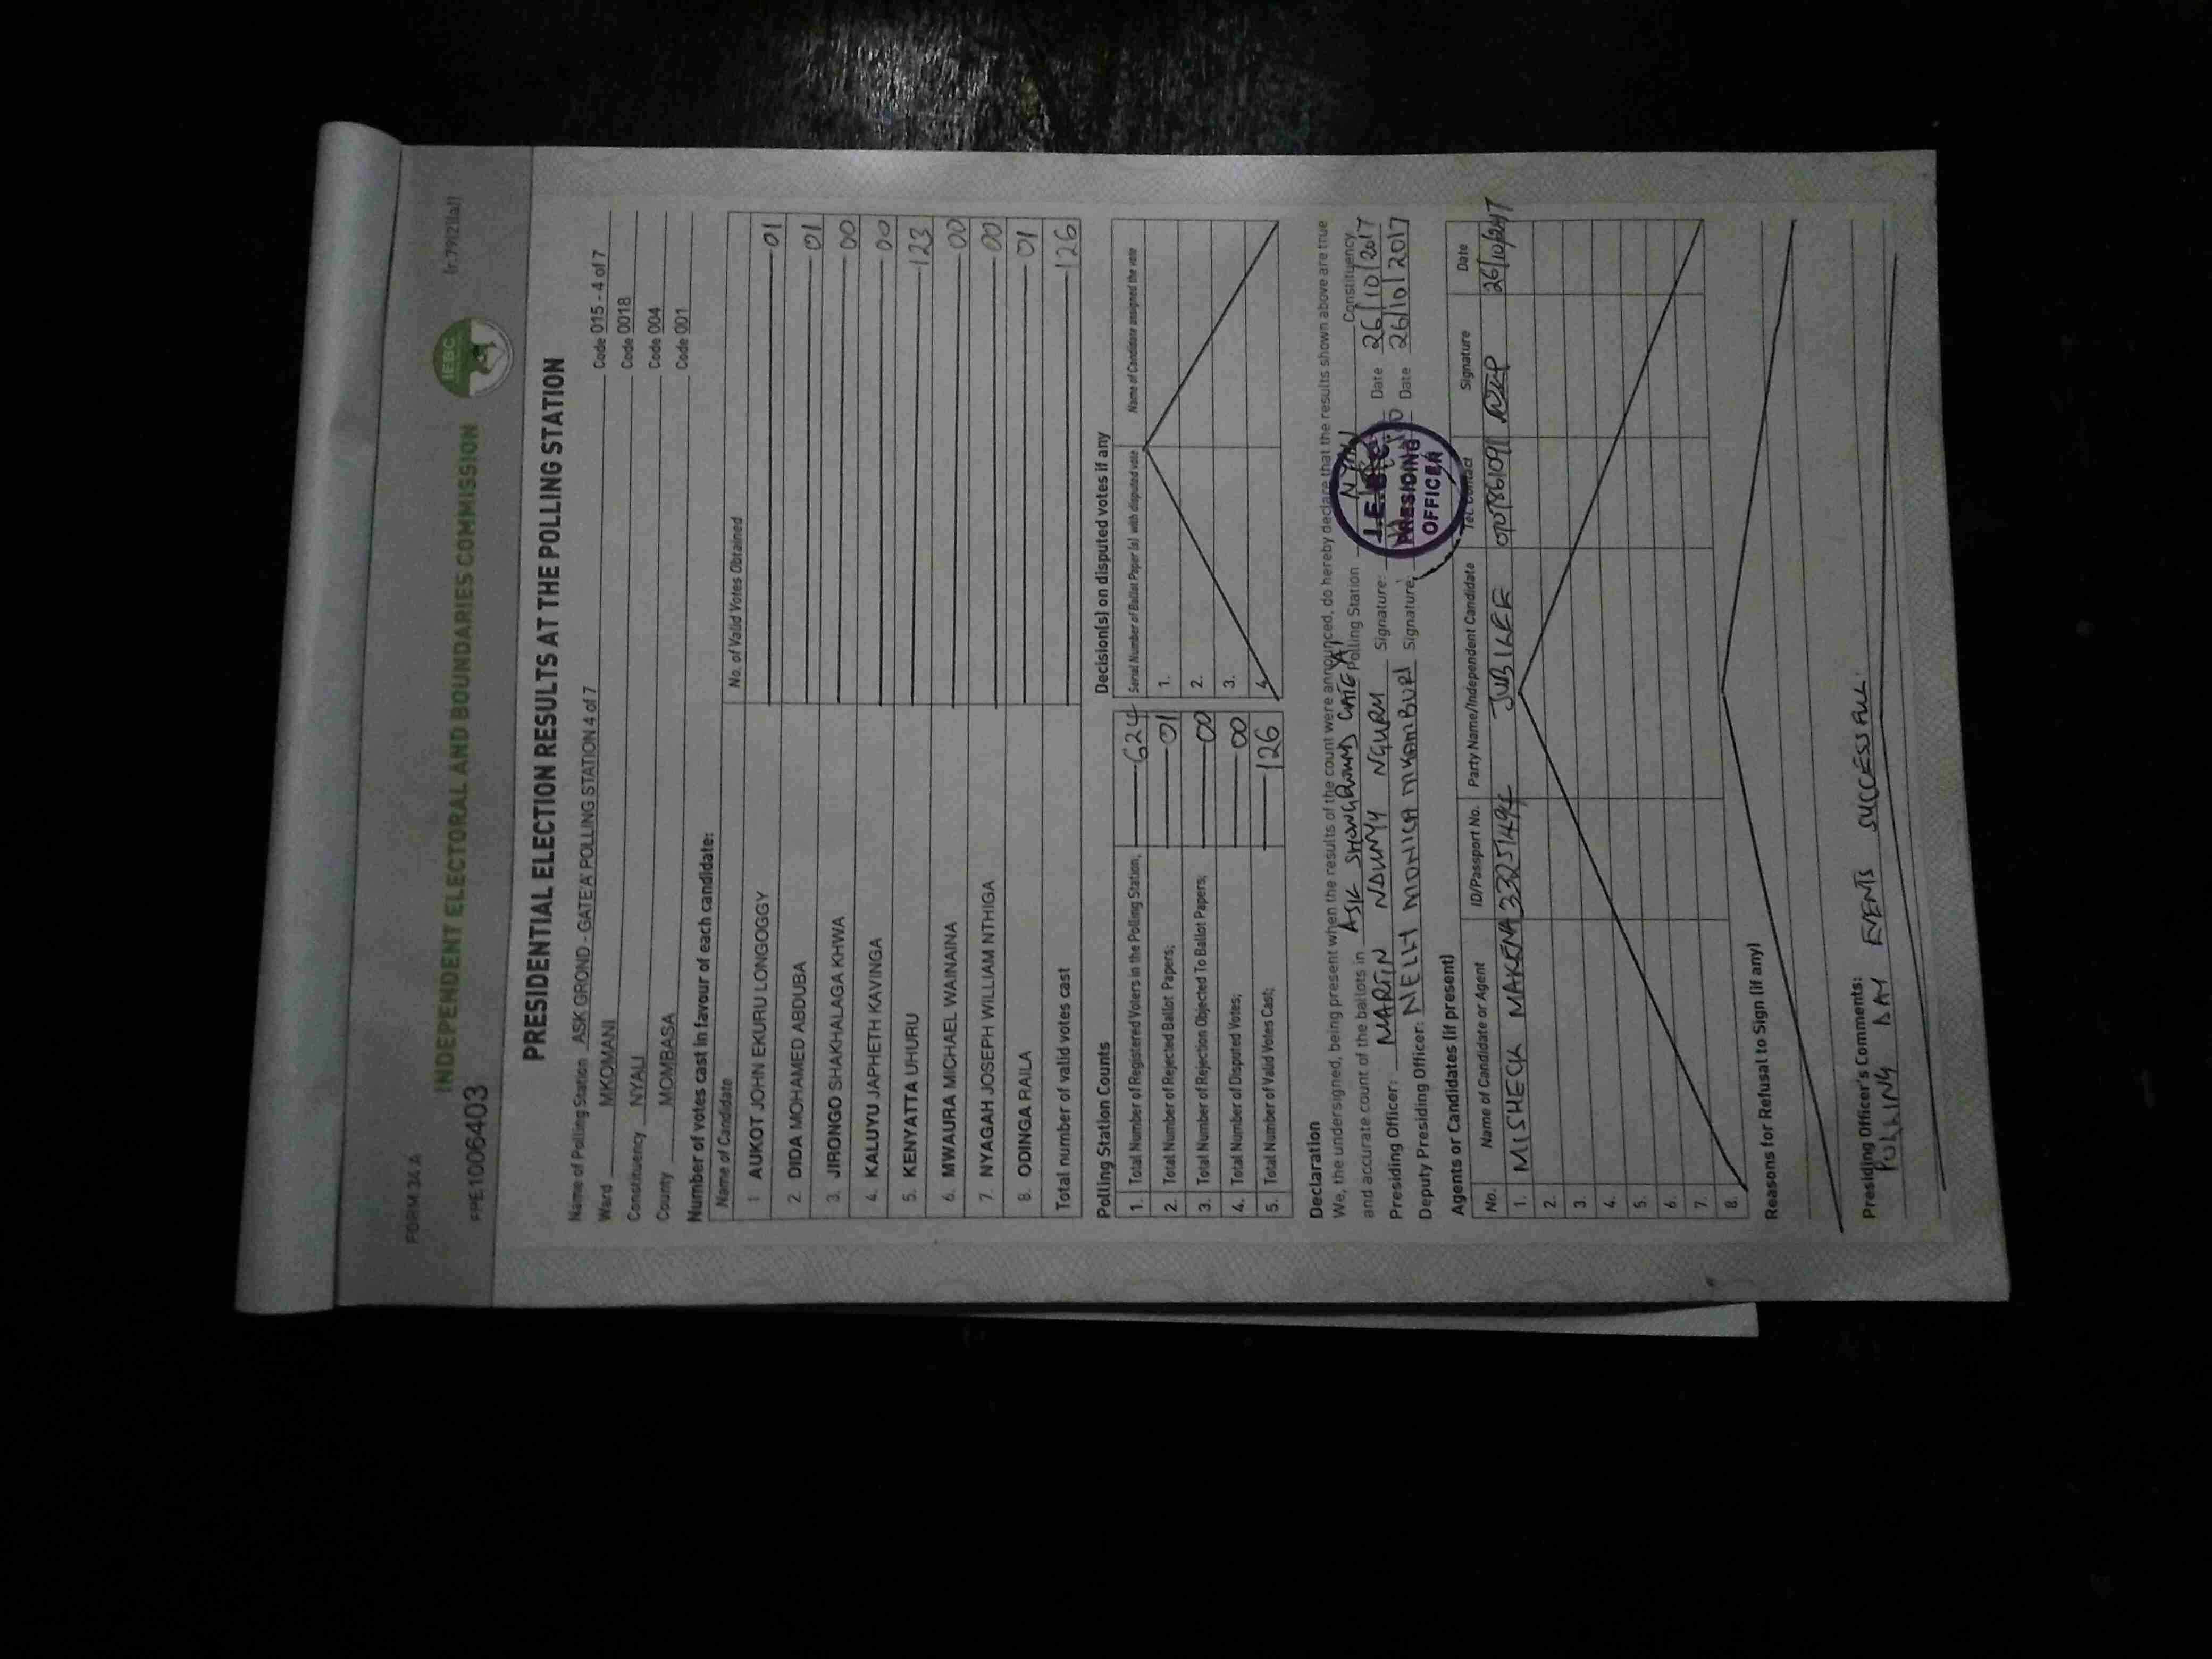 FORM 34 A
(r.79(2)(a))
INDEPENDENT ELECTORAL AND BOUNDARIES COMMISSION
IEBC
FPE1006403
PRESIDENTIAL ELECTION RESULTS AT THE POLLING STATION
Name of Polling Station ASK GROND - GATE'A' POLLING STATION 4 of 7
Ward MKOMANI Code 015 - 4 of 7
Constituency NYALI Code 0018
County MOMBASA Code 004
Code 001
Number of votes cast in favour of each candidate:
Name of Candidate No. of Valid Votes Obtained
1 AUKOT JOHN EKURU LONGOGGY 01
2. DIDA MOHAMED ABDUBA 01
3. JIRONGO SHAKHALAGA KHWA 00
4. KALUYU JAPHETH KAVINGA 00
5. KENYATTA UHURU 123
6. MWAURA MICHAEL WAINAINA 00
7. NYAGAH JOSEPH WILLIAM NTHIGA 00
8. ODINGA RAILA 01
Total number of valid votes cast 126
Polling Station Counts
1. Total Number of Registered Voters in the Polling Station; 624
2. Total Number of Rejected Ballot Papers; 01
3. Total Number of Rejection Objected To Ballot Papers; 00
4. Total Number of Disputed Votes; 00
5. Total Number of Valid Votes Cast; 126
Decision(s) on disputed votes if any
Serial Number of Ballot Paper (s) with disputed vote Name of Candidate assigned the vote
1.
2.
3.
4.
Declaration
We, the undersigned, being present when the results of the count were announced, do hereby declare that the results shown above are true
and accurate count of the ballots in ASK SHOWGROUND GATE 'A' Polling Station Constituency
Presiding Officer: MARTIN NDUMY NGURU Signature: Date 26/10/2017
Deputy Presiding Officer: NELLY MONICA MKAMBURI Signature: Date 26/10/2017
PRESIDING
OFFICER
Agents or Candidates (if present)
No. Name of Candidate or Agent ID/Passport No. Party Name/Independent Candidate Tel. Contact Signature Date
1. MISHECK MAKENA 33251494 JUBILEE 26/10/2017
2.
3.
4.
5.
6.
7.
8.
Reasons for Refusal to Sign (if any)
Presiding Officer's Comments:
POLLING DAY EVENTS SUCCESSFULL.